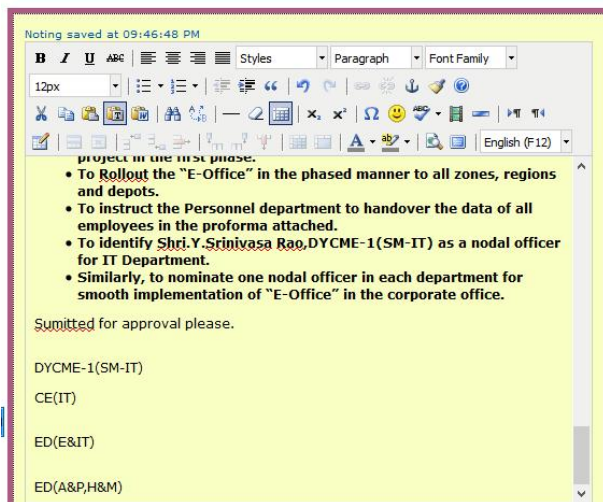 Noting saved at 09:46:48 PM
B I U ABC Styles Paragraph Font Family
12px
English (F12)
project in the first phase.
• To Rollout the "E-Office" in the phased manner to all zones, regions
and depots.
• To instruct the Personnel department to handover the data of all
employees in the proforma attached.
• To identify Shri.Y.Srinivasa Rao,DYCME-1(SM-IT) as a nodal officer
for IT Department.
• Similarly, to nominate one nodal officer in each department for
smooth implementation of "E-Office" in the corporate office.
Sumitted for approval please.
DYCME-1(SM-IT)
CE(IT)
ED(E&IT)
ED(A&P,H&M)